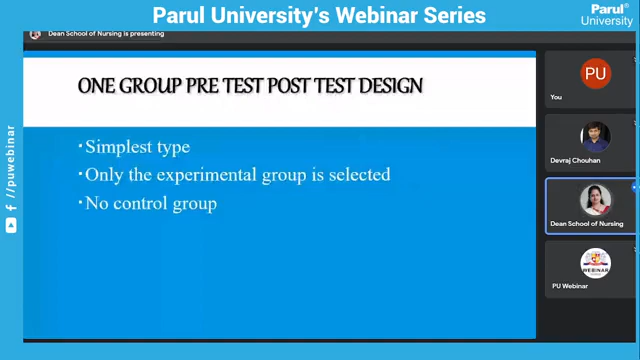 Parul University's Webinar Series
Parul®
University
Dean School of Nursing is presenting
ONE GROUP PRE TEST POST TEST DESIGN
· Simplest type
· Only the experimental group is selected
· No control group
//puwebinar
PU
You
Devraj Chouhan
Dean School of Nursing
WEBINAR
PU Webinar